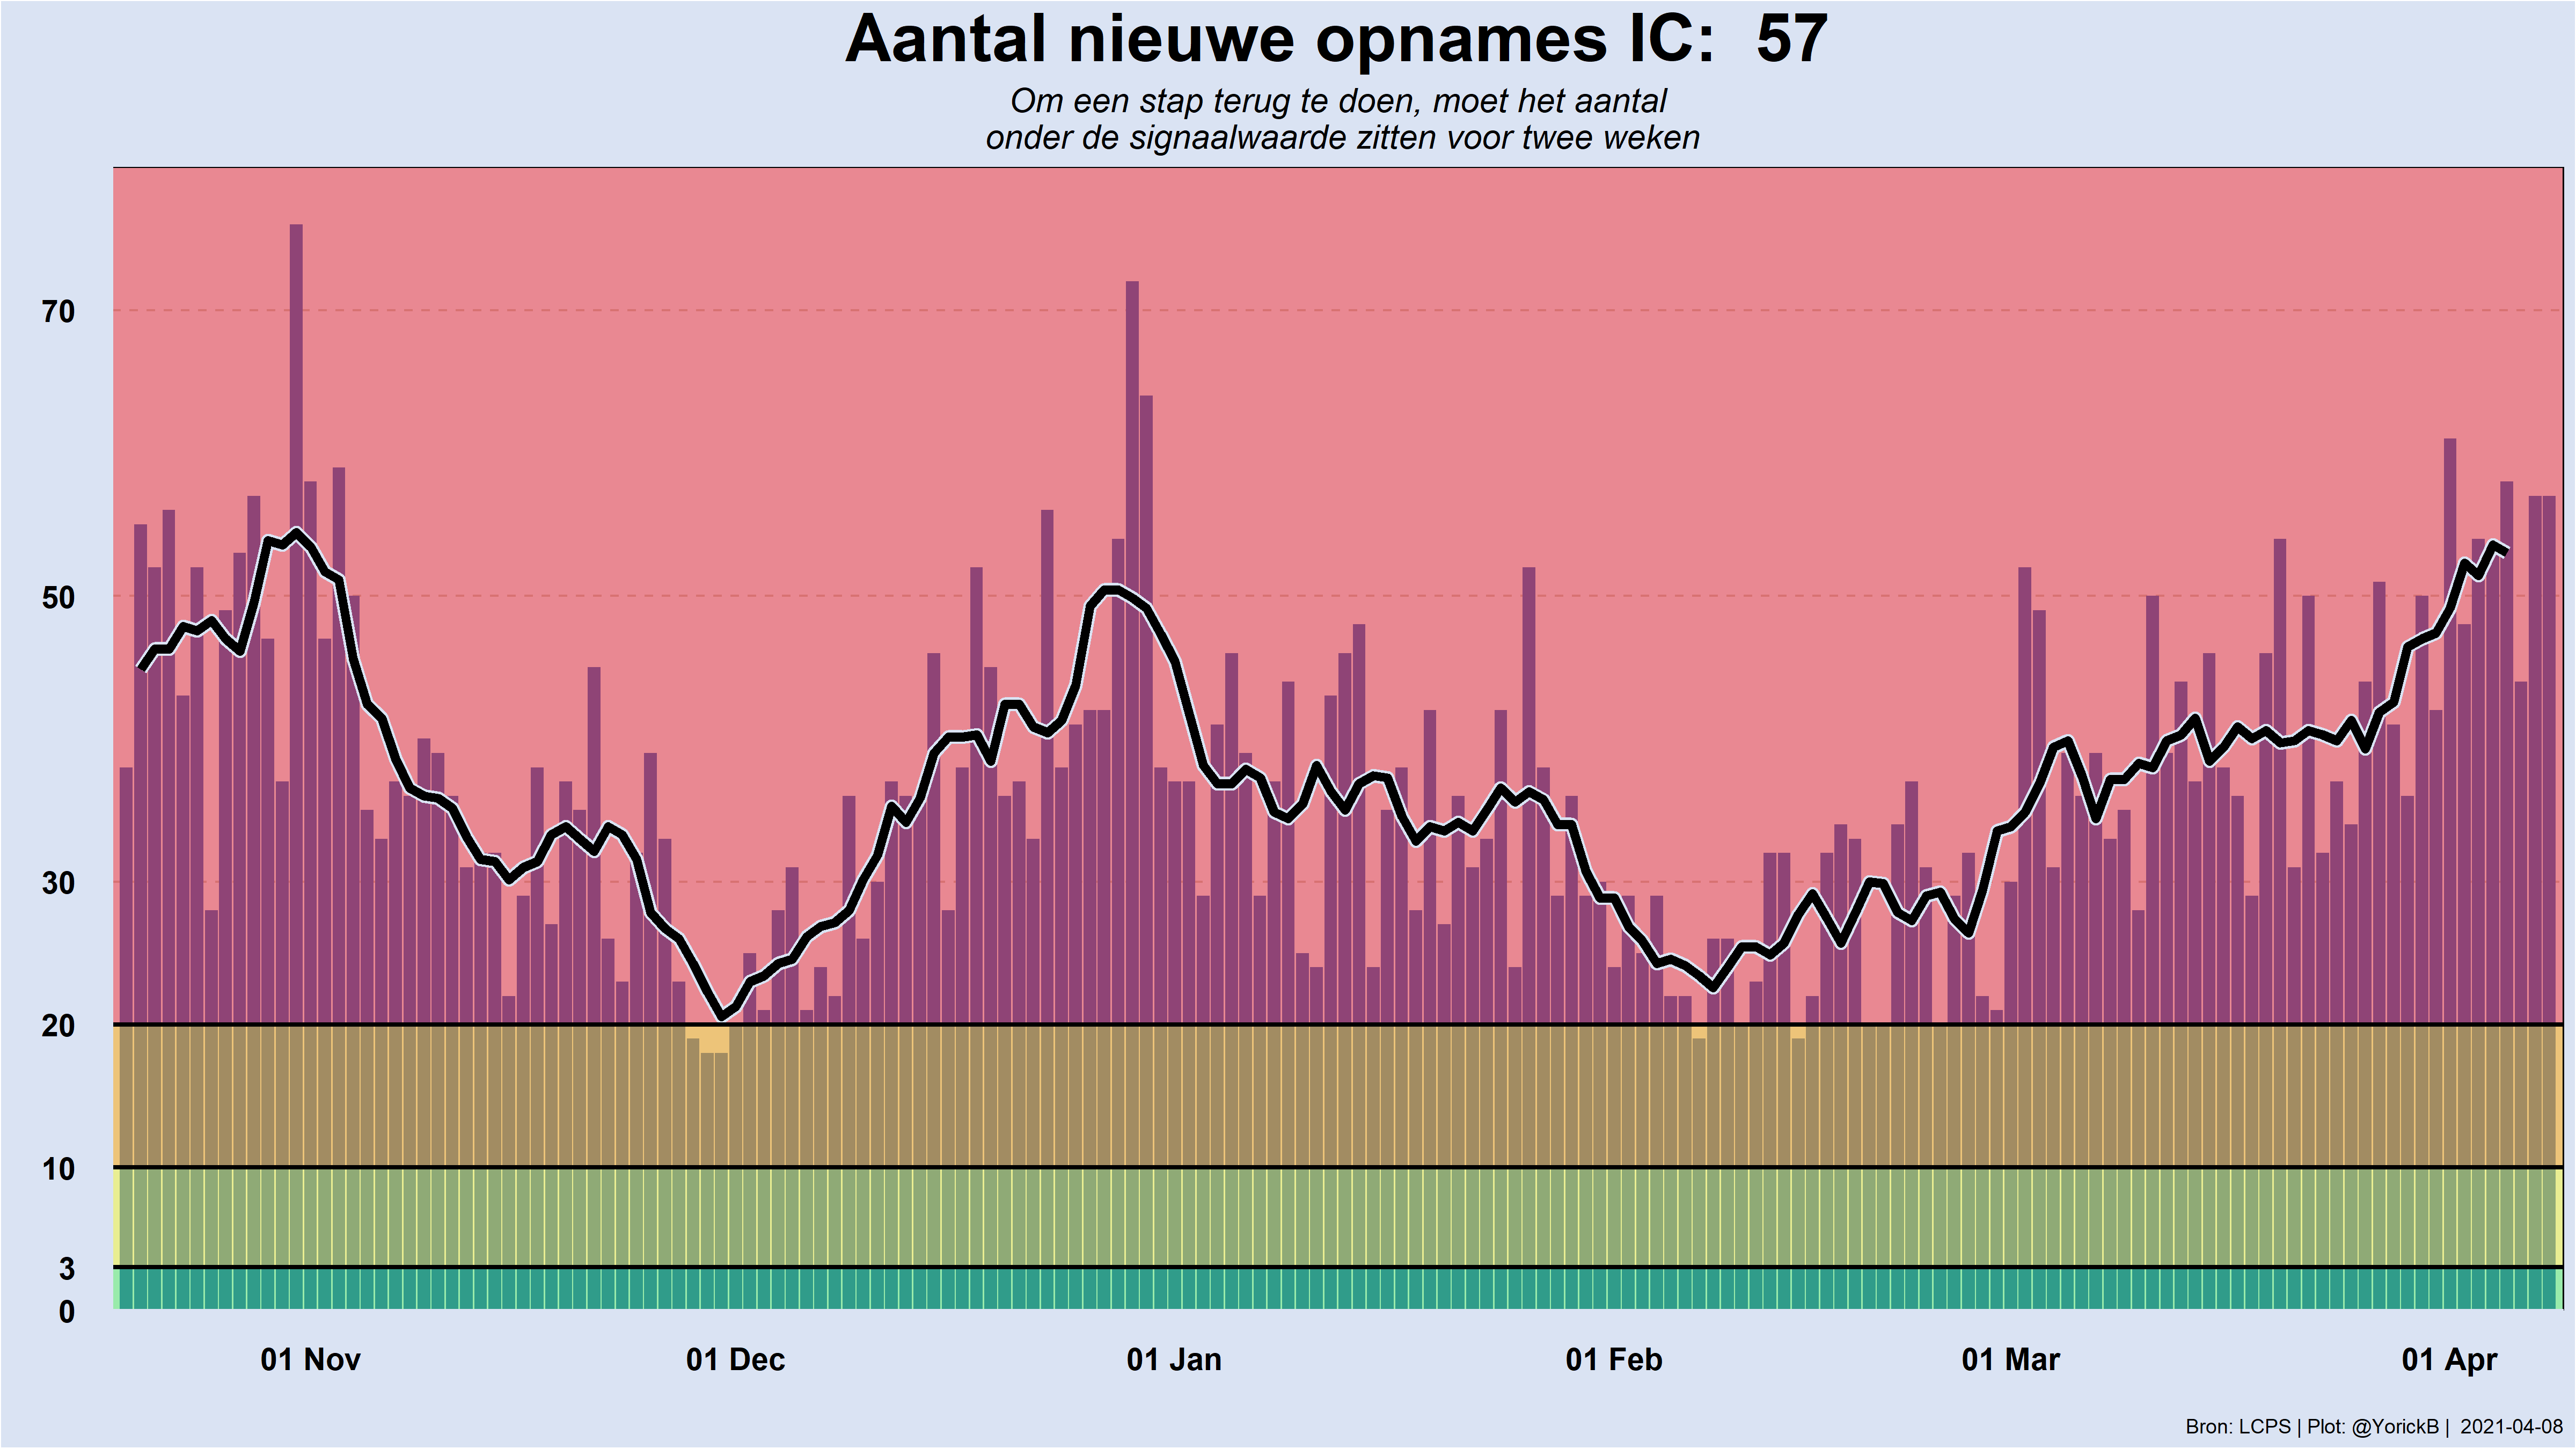 Aantal nieuwe opnames IC:  57
Om een stap terug te doen, moet het aantal
onder de signaalwaarde zitten voor twee weken
70
50
30
20
10
3
0
01 Nov
01 Dec
01 Jan
01 Feb
01 Mar
01 Apr
Bron: LCPS | Plot: @YorickB |  2021-04-08